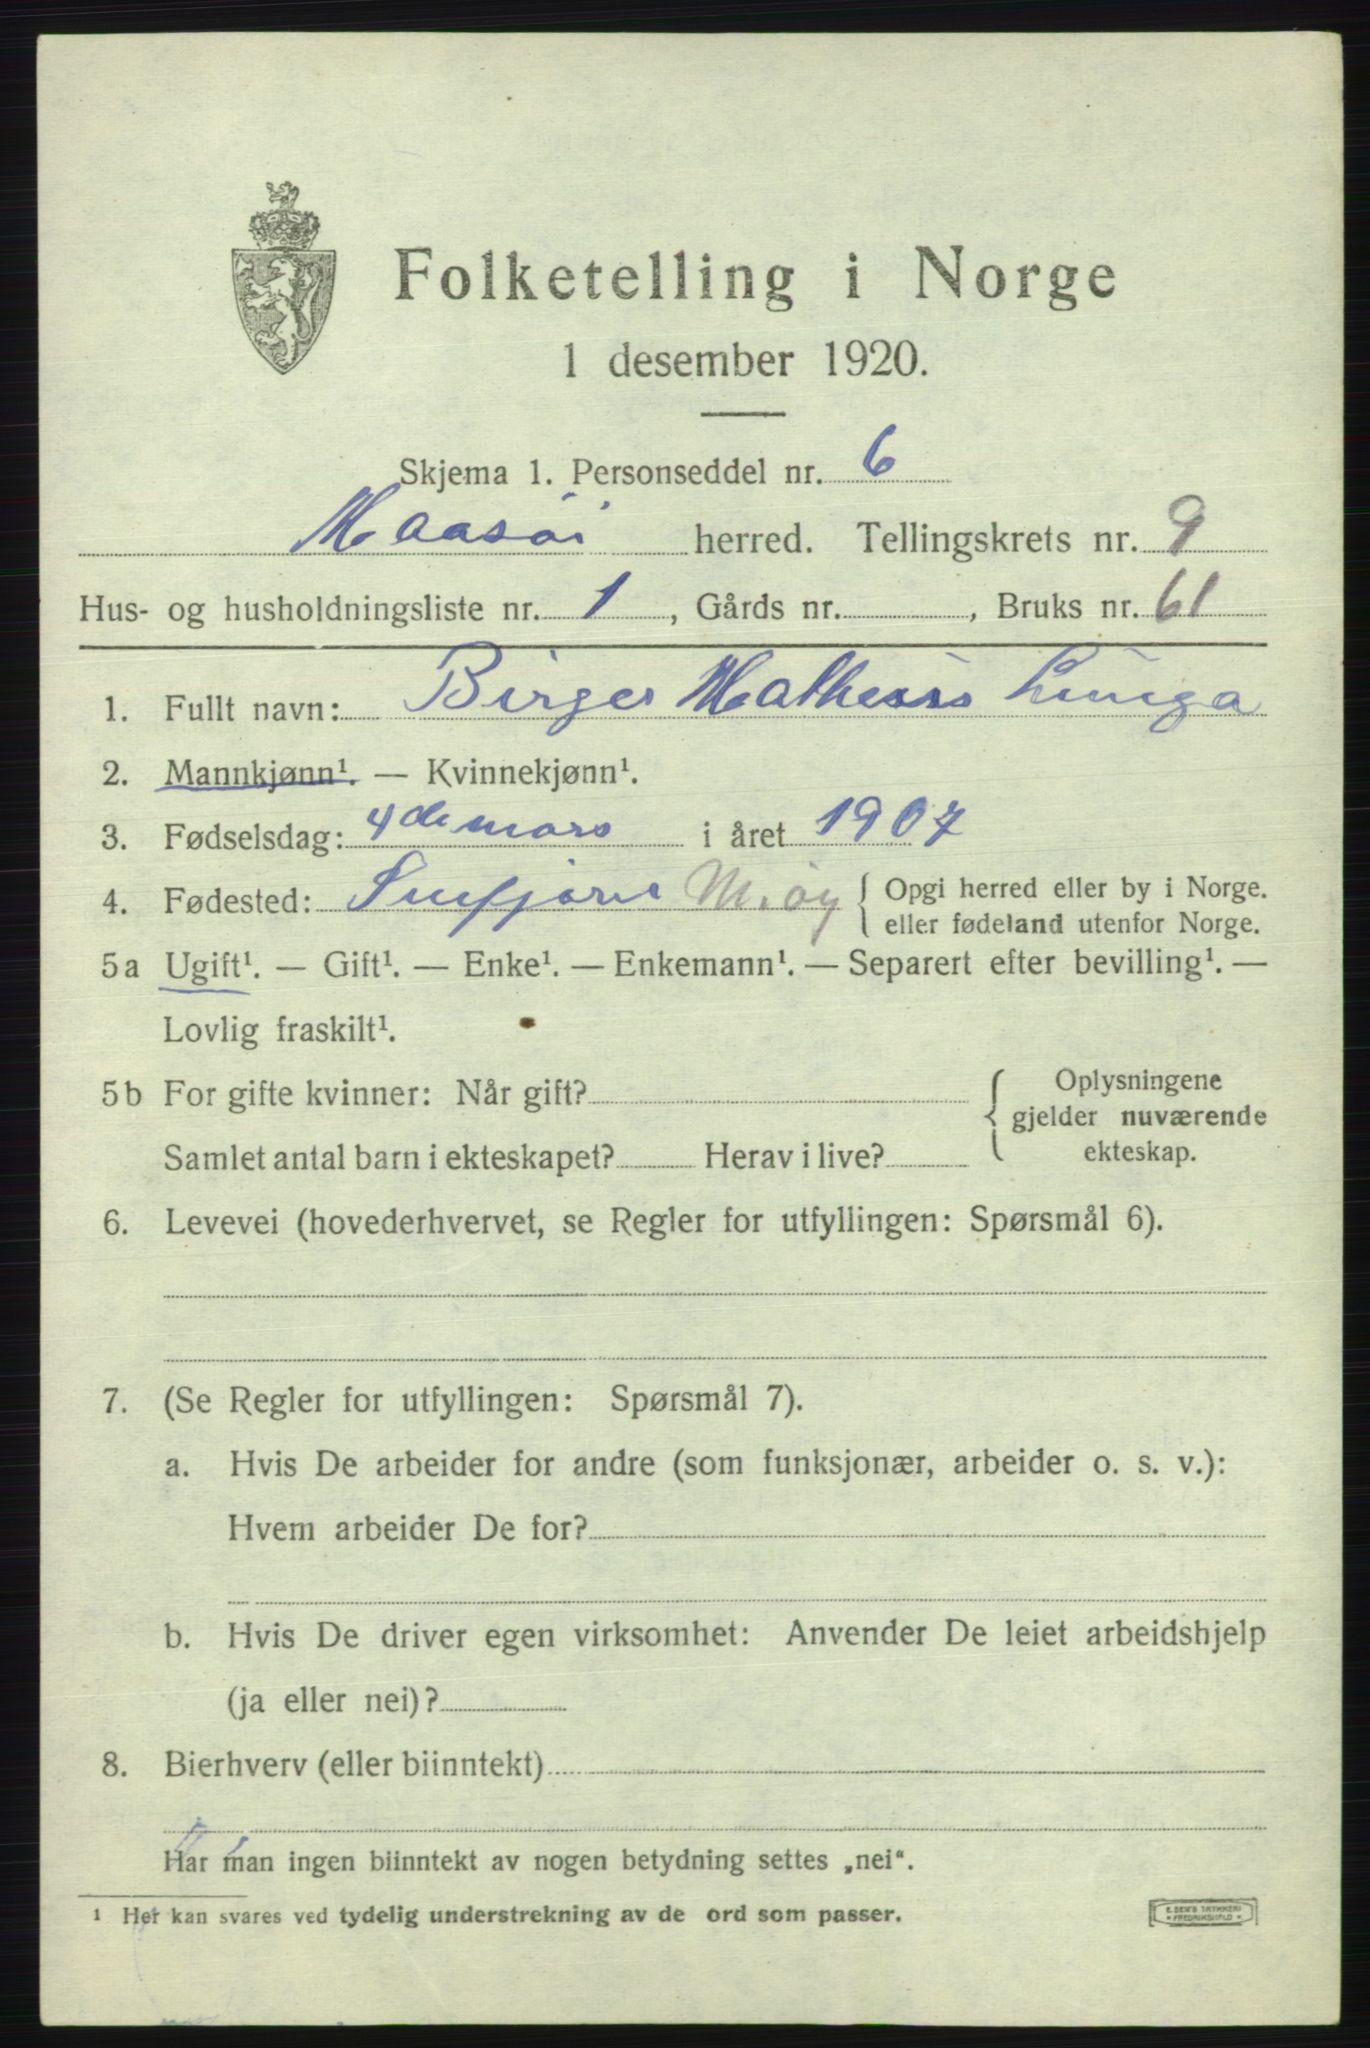 Folketelling i Norge
1 desember 1920.
Skjema 1. Personseddel nr. 6
Maasöi herred. Tellingskrets nr. 9
Hus- og husholdningsliste nr. 1, Gårds nr. , Bruks nr. 61
1. Fullt navn: Birger Latheus
2. Mannkjønn¹. — Kvinnekjønn¹.
3. Fødselsdag: 4de mars i året 1907
4. Fødested: M.öy { Opgi herred eller by i Norge.
eller fødeland utenfor Norge.
5a Ugift¹. — Gift¹. — Enke¹. — Enkemann¹. — Separert efter bevilling¹. —
Lovlig fraskilt¹.
5b For gifte kvinner: Når gift? { Oplysningene
gjelder nuværende
Samlet antal barn i ekteskapet? Herav i live? ekteskap.
6. Levevei (hovederhvervet, se Regler for utfyllingen: Spørsmål 6).
7. (Se Regler for utfyllingen: Spørsmål 7).
a. Hvis De arbeider for andre (som funksjonær, arbeider o. s. v.):
Hvem arbeider De for?
b. Hvis De driver egen virksomhet: Anvender De leiet arbeidshjelp
(ja eller nei)?
8. Bierhverv (eller biinntekt)
Har man ingen biinntekt av nogen betydning settes „nei“.
¹ Her kan svares ved tydelig understrekning av de ord som passer.